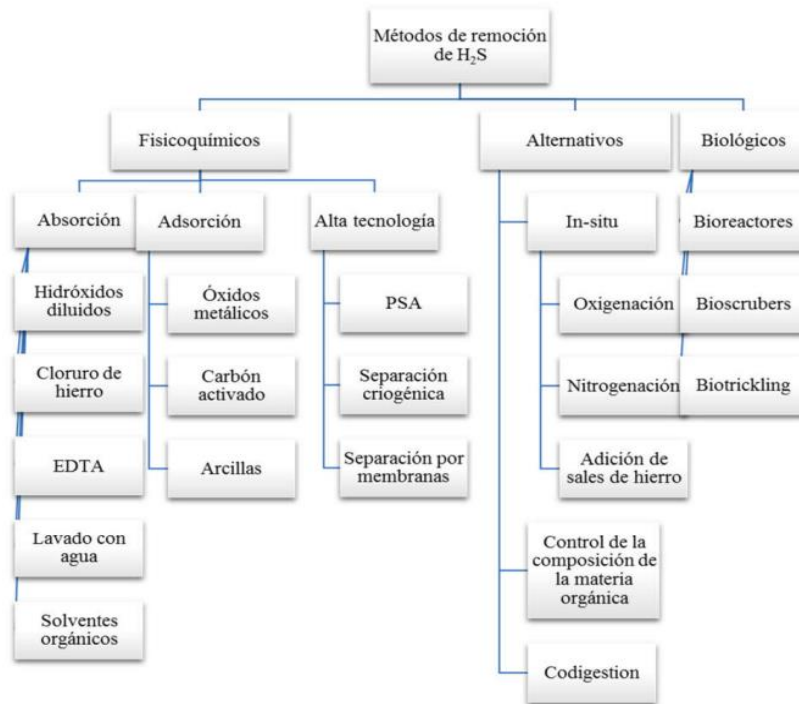 Métodos de remoción
de H₂S
Fisicoquímicos
Alternativos
Biológicos
Absorción
Adsorción
Alta tecnología
In-situ
Bioreactores
Hidróxidos
diluidos
Óxidos
metálicos
PSA
Oxigenación
Bioscrubers
Cloruro de
hierro
Carbón
activado
Separación
criogénica
Nitrogenación
Biotrickling
EDTA
Arcillas
Separación por
membranas
Adición de
sales de hierro
Lavado con
agua
Control de la
composición de
la materia
orgánica
Solventes
orgánicos
Codigestion